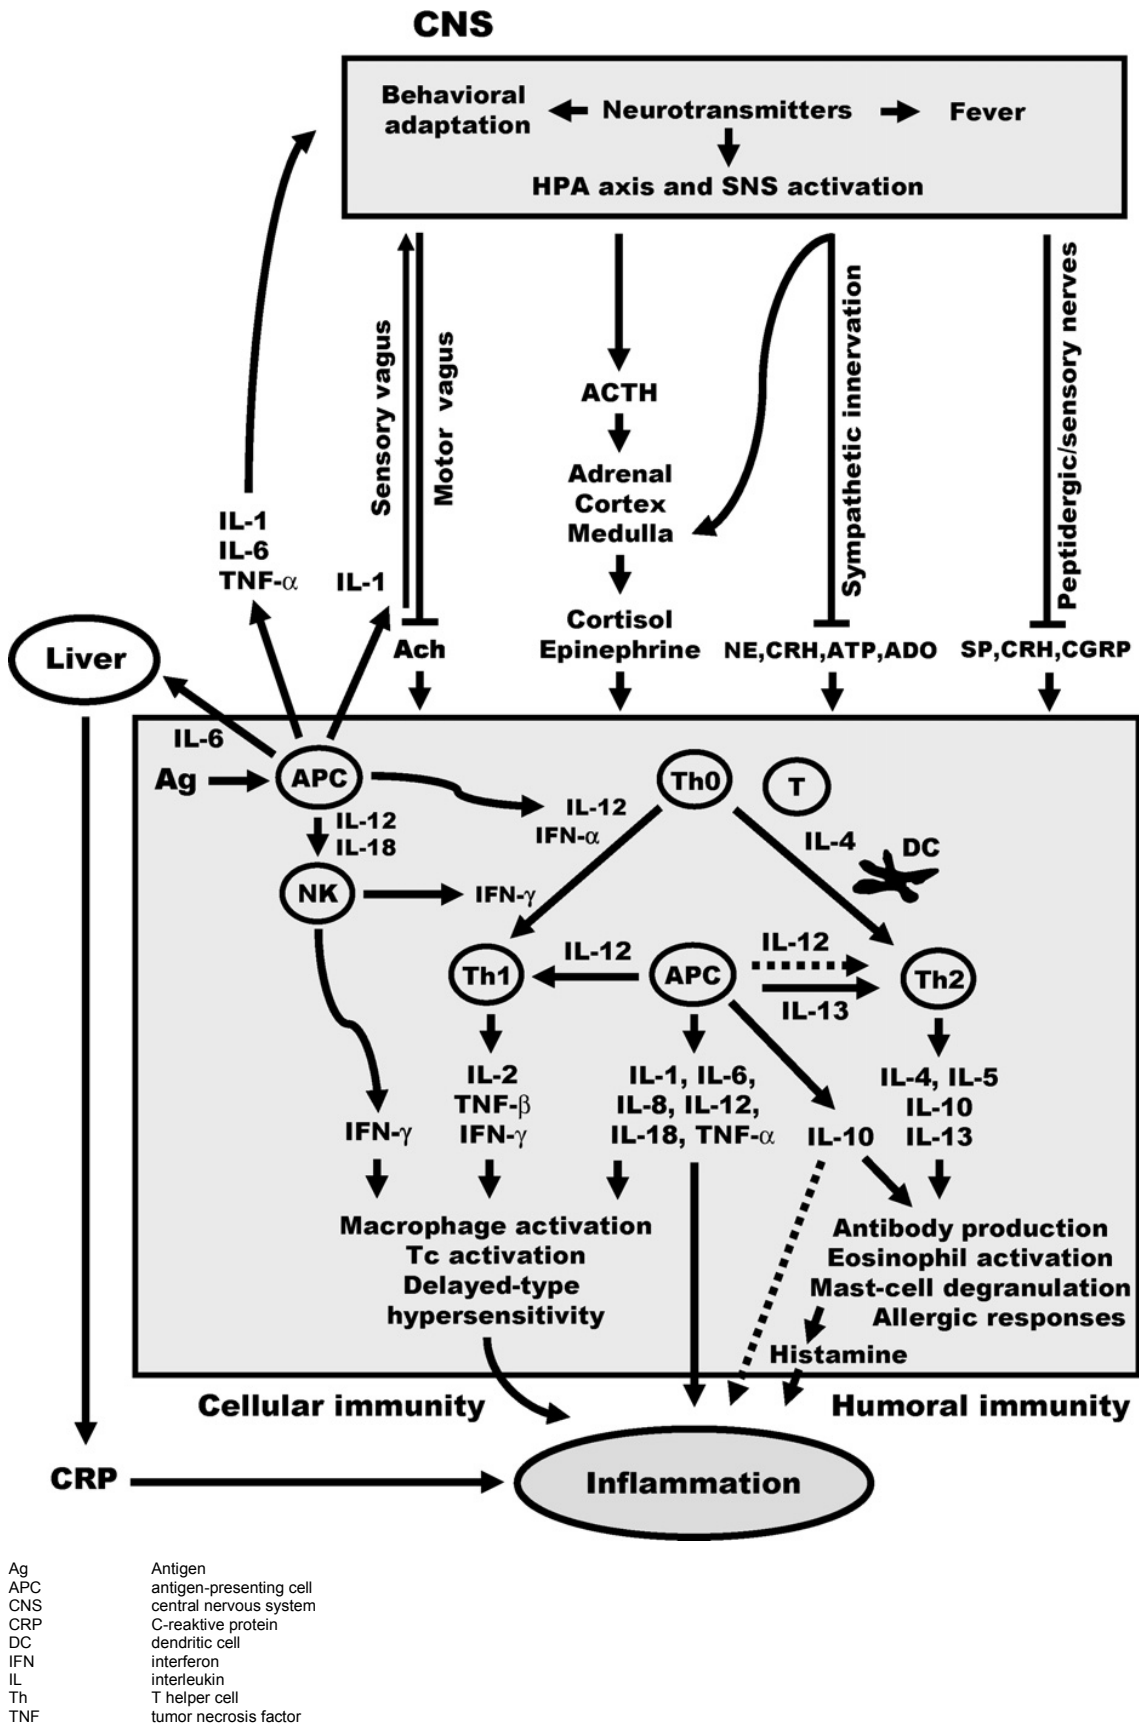 CNS
Behavioral
adaptation
Neurotransmitters
Fever
HPA axis and SNS activation
Sensory vagus
Motor vagus
Sympathetic innervation
Peptidergic/sensory nerves
ACTH
Adrenal
Cortex
Medulla
IL-1
IL-6
TNF-α
IL-1
Cortisol
Epinephrine
Ach
NE,CRH,ATP,ADO
SP,CRH,CGRP
Liver
IL-6
Ag
APC
IL-12
IL-18
IL-12
IFN-α
Th0
T
IL-4
DC
NK
IFN-γ
Th1
IL-12
APC
IL-12
IL-13
Th2
IL-2
TNF-β
IFN-γ
IL-1, IL-6,
IL-8, IL-12,
IL-18, TNF-α
IL-10
IL-4, IL-5
IL-10
IL-13
IFN-γ
Macrophage activation
Tc activation
Delayed-type
hypersensitivity
Antibody production
Eosinophil activation
Mast-cell degranulation
Allergic responses
Histamine
Cellular immunity
Humoral immunity
CRP
Inflammation
Ag Antigen
APC antigen-presenting cell
CNS central nervous system
CRP C-reaktive protein
DC dendritic cell
IFN interferon
IL interleukin
Th T helper cell
TNF tumor necrosis factor